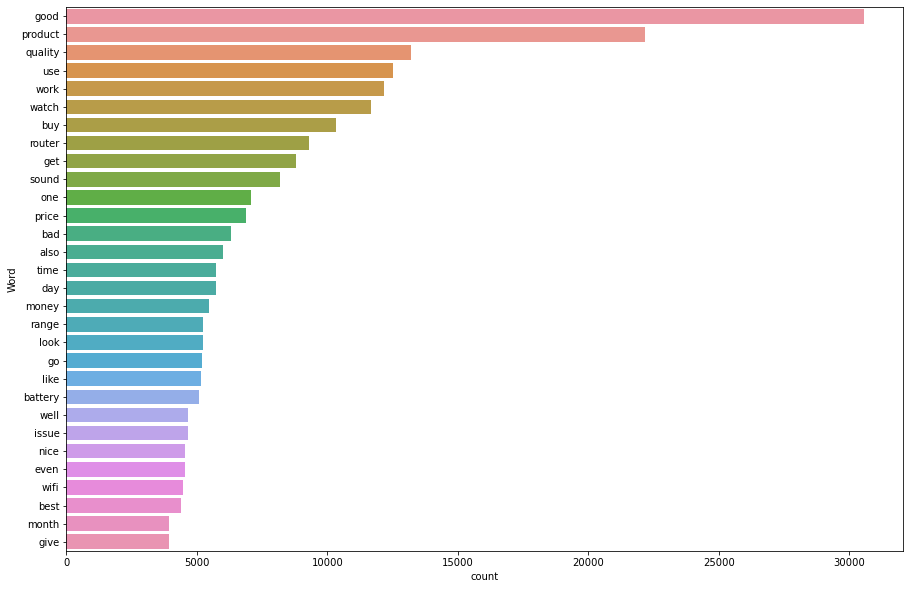 good
product
quality
use
work
watch
buy
router
get
sound
one
price
bad
also
time
day
money
range
look
go
like
battery
well
issue
nice
even
wifi
best
month
give
Word
0 5000 10000 15000 20000 25000 30000
count